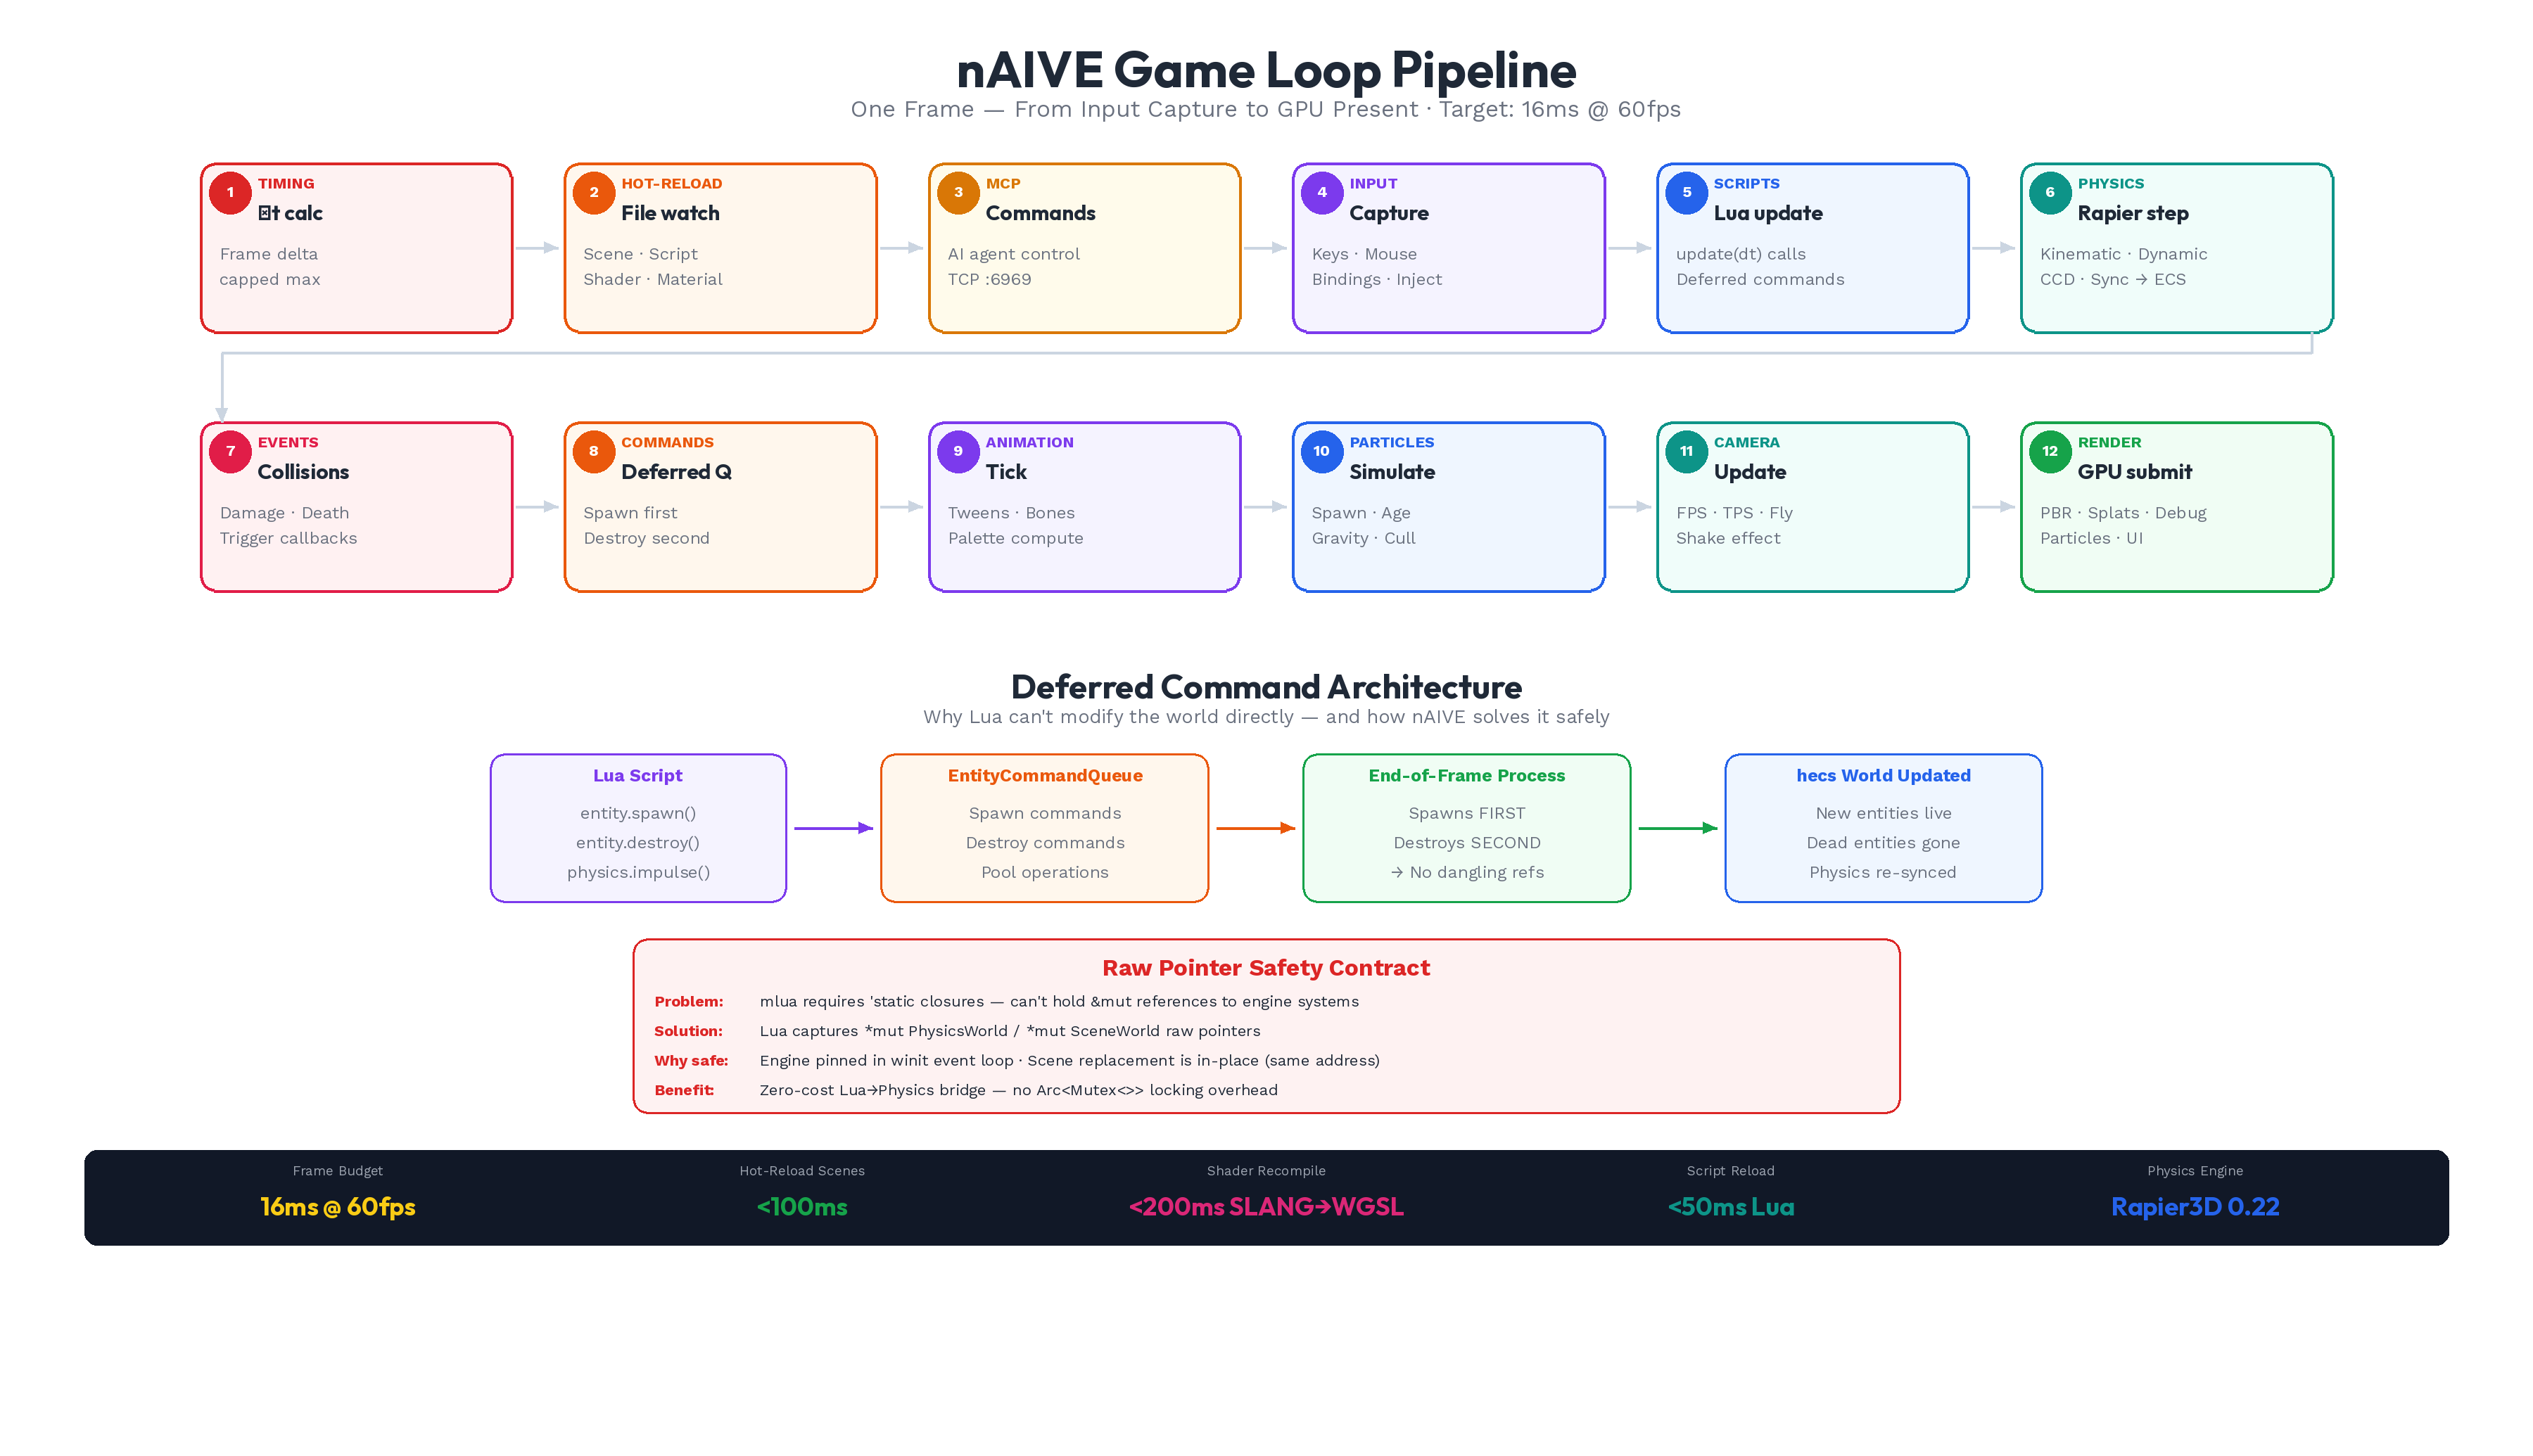 nAIVE Game Loop Pipeline
One Frame — From Input Capture to GPU Present · Target: 16ms @ 60fps
1
TIMING
t calc
Frame delta
capped max
2
HOT-RELOAD
File watch
Scene · Script
Shader · Material
3
MCP
Commands
AI agent control
TCP :6969
4
INPUT
Capture
Keys · Mouse
Bindings · Inject
5
SCRIPTS
Lua update
update(dt) calls
Deferred commands
6
PHYSICS
Rapier step
Kinematic · Dynamic
CCD · Sync → ECS
7
EVENTS
Collisions
Damage · Death
Trigger callbacks
8
COMMANDS
Deferred Q
Spawn first
Destroy second
9
ANIMATION
Tick
Tweens · Bones
Palette compute
10
PARTICLES
Simulate
Spawn · Age
Gravity · Cull
11
CAMERA
Update
FPS · TPS · Fly
Shake effect
12
RENDER
GPU submit
PBR · Splats · Debug
Particles · UI
Deferred Command Architecture
Why Lua can't modify the world directly — and how nAIVE solves it safely
Lua Script
entity.spawn()
entity.destroy()
physics.impulse()
EntityCommandQueue
Spawn commands
Destroy commands
Pool operations
End-of-Frame Process
Spawns FIRST
Destroys SECOND
→ No dangling refs
hecs World Updated
New entities live
Dead entities gone
Physics re-synced
Raw Pointer Safety Contract
Problem: mlua requires 'static closures — can't hold &mut references to engine systems
Solution: Lua captures *mut PhysicsWorld / *mut SceneWorld raw pointers
Why safe: Engine pinned in winit event loop · Scene replacement is in-place (same address)
Benefit: Zero-cost Lua→Physics bridge — no Arc<Mutex<>> locking overhead
Frame Budget
16ms @ 60fps
Hot-Reload Scenes
<100ms
Shader Recompile
<200ms SLANG→WGSL
Script Reload
<50ms Lua
Physics Engine
Rapier3D 0.22